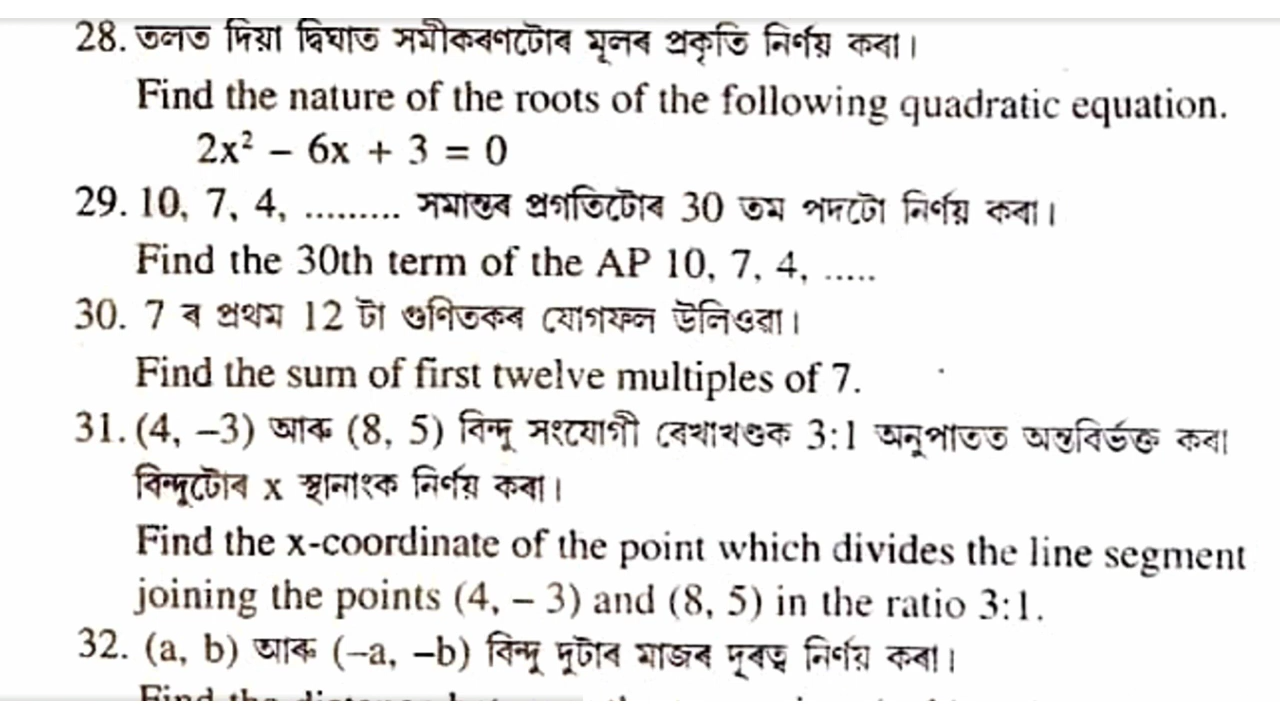 28. তলত দিয়া দ্বিঘাত সমীকৰণটোৰ মূলৰ প্ৰকৃতি নিৰ্ণয় কৰা।
Find the nature of the roots of the following quadratic equation.
2x² – 6x + 3 = 0
29. 10, 7, 4, ......... সমান্তৰ প্ৰগতিটোৰ 30 তম পদটো নিৰ্ণয় কৰা।
Find the 30th term of the AP 10, 7, 4, .....
30. 7 ৰ প্ৰথম 12 টা গুণিতকৰ যোগফল উলিওৱা।
Find the sum of first twelve multiples of 7.
31. (4, –3) আৰু (8, 5) বিন্দু সংযোগী ৰেখাখণ্ডক 3:1 অনুপাতত অন্তৰ্বিৰ্ভক্ত কৰা
বিন্দুটোৰ x স্থানাংক নিৰ্ণয় কৰা।
Find the x-coordinate of the point which divides the line segment
joining the points (4, – 3) and (8, 5) in the ratio 3:1.
32. (a, b) আৰু (–a, –b) বিন্দু দুটাৰ মাজৰ দূৰত্ব নিৰ্ণয় কৰা।
Find the distance